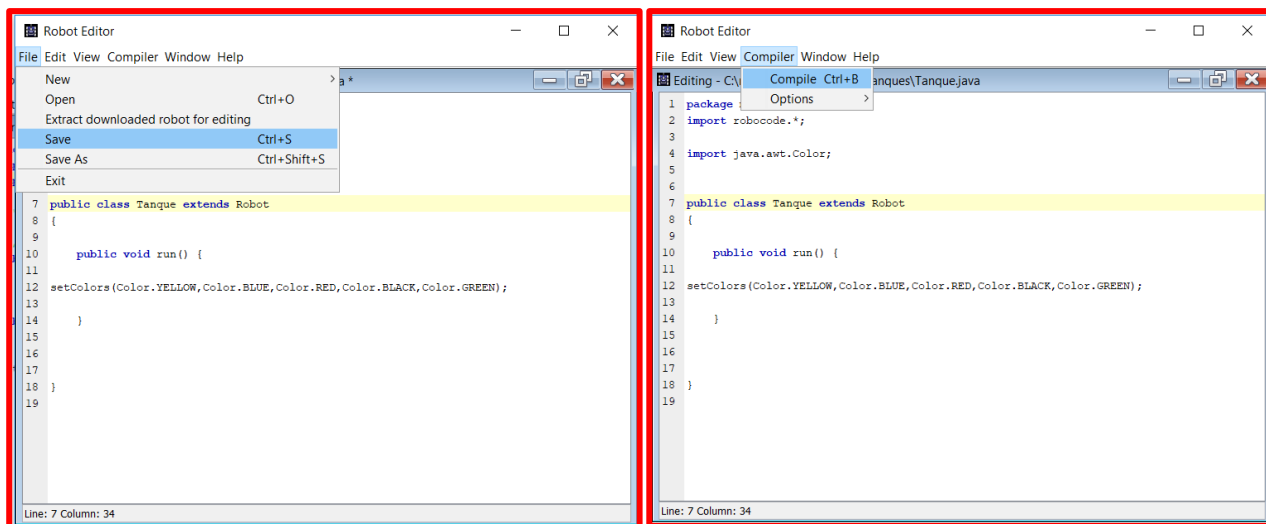 Robot Editor
File Edit View Compiler Window Help
a *
New
Open Ctrl+O
Extract downloaded robot for editing
Save Ctrl+S
Save As Ctrl+Shift+S
Exit
7 public class Tanque extends Robot
8 {
9
10 public void run() {
11
12 setColors(Color.YELLOW,Color.BLUE,Color.RED,Color.BLACK,Color.GREEN);
13
14 }
15
16
17
18 }
19
Line: 7 Column: 34
Robot Editor
File Edit View Compiler Window Help
Editing - C:\ anques\Tanque.java
Compile Ctrl+B
Options
1 package
2 import robocode.*;
3
4 import java.awt.Color;
5
6
7 public class Tanque extends Robot
8 {
9
10 public void run() {
11
12 setColors(Color.YELLOW,Color.BLUE,Color.RED,Color.BLACK,Color.GREEN);
13
14 }
15
16
17
18 }
19
Line: 7 Column: 34